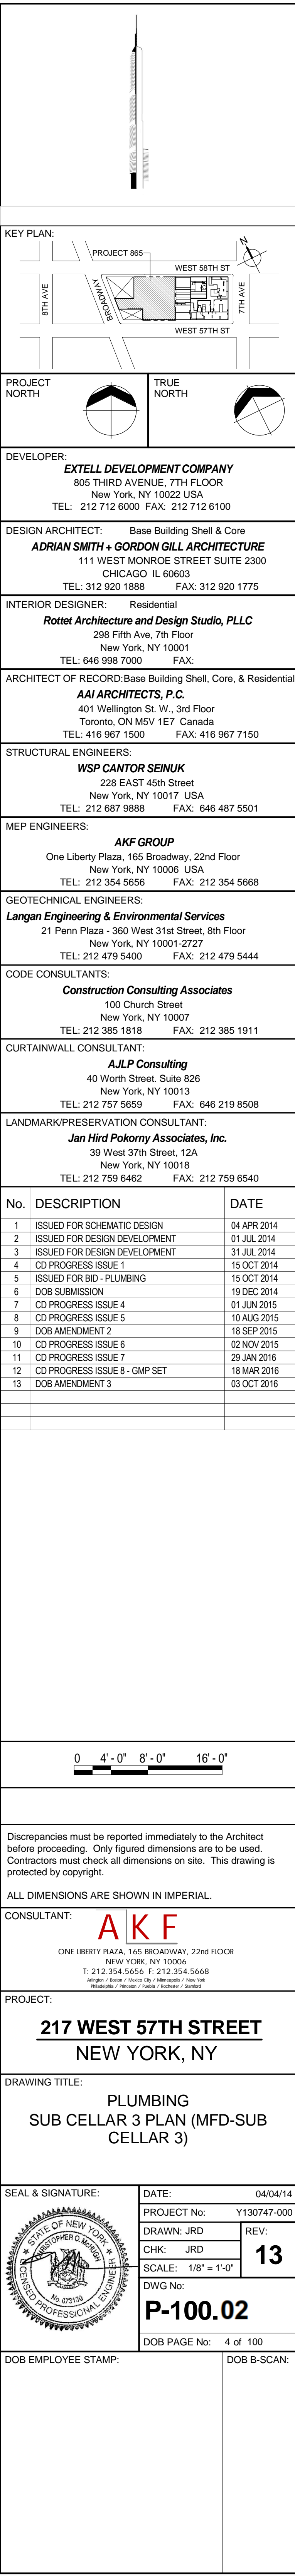 KEY PLAN:
N
PROJECT 865
WEST 58TH ST
8TH AVE
BROADWAY
7TH AVE
WEST 57TH ST
PROJECT NORTH
TRUE NORTH
DEVELOPER:
EXTELL DEVELOPMENT COMPANY
805 THIRD AVENUE, 7TH FLOOR
New York, NY 10022 USA
TEL: 212 712 6000 FAX: 212 712 6100
DESIGN ARCHITECT: Base Building Shell & Core
ADRIAN SMITH + GORDON GILL ARCHITECTURE
111 WEST MONROE STREET SUITE 2300
CHICAGO IL 60603
TEL: 312 920 1888 FAX: 312 920 1775
INTERIOR DESIGNER: Residential
Rottet Architecture and Design Studio, PLLC
298 Fifth Ave, 7th Floor
New York, NY 10001
TEL: 646 998 7000 FAX:
ARCHITECT OF RECORD:Base Building Shell, Core, & Residential
AAI ARCHITECTS, P.C.
401 Wellington St. W., 3rd Floor
Toronto, ON M5V 1E7 Canada
TEL: 416 967 1500 FAX: 416 967 7150
STRUCTURAL ENGINEERS:
WSP CANTOR SEINUK
228 EAST 45th Street
New York, NY 10017 USA
TEL: 212 687 9888 FAX: 646 487 5501
MEP ENGINEERS:
AKF GROUP
One Liberty Plaza, 165 Broadway, 22nd Floor
New York, NY 10006 USA
TEL: 212 354 5656 FAX: 212 354 5668
GEOTECHNICAL ENGINEERS:
Langan Engineering & Environmental Services
21 Penn Plaza - 360 West 31st Street, 8th Floor
New York, NY 10001-2727
TEL: 212 479 5400 FAX: 212 479 5444
CODE CONSULTANTS:
Construction Consulting Associates
100 Church Street
New York, NY 10007
TEL: 212 385 1818 FAX: 212 385 1911
CURTAINWALL CONSULTANT:
AJLP Consulting
40 Worth Street. Suite 826
New York, NY 10013
TEL: 212 757 5659 FAX: 646 219 8508
LANDMARK/PRESERVATION CONSULTANT:
Jan Hird Pokorny Associates, Inc.
39 West 37th Street, 12A
New York, NY 10018
TEL: 212 759 6462 FAX: 212 759 6540
No. DESCRIPTION DATE
1 ISSUED FOR SCHEMATIC DESIGN 04 APR 2014
2 ISSUED FOR DESIGN DEVELOPMENT 01 JUL 2014
3 ISSUED FOR DESIGN DEVELOPMENT 31 JUL 2014
4 CD PROGRESS ISSUE 1 15 OCT 2014
5 ISSUED FOR BID - PLUMBING 15 OCT 2014
6 DOB SUBMISSION 19 DEC 2014
7 CD PROGRESS ISSUE 4 01 JUN 2015
8 CD PROGRESS ISSUE 5 10 AUG 2015
9 DOB AMENDMENT 2 18 SEP 2015
10 CD PROGRESS ISSUE 6 02 NOV 2015
11 CD PROGRESS ISSUE 7 29 JAN 2016
12 CD PROGRESS ISSUE 8 - GMP SET 18 MAR 2016
13 DOB AMENDMENT 3 03 OCT 2016
0 4' - 0" 8' - 0" 16' - 0"
Discrepancies must be reported immediately to the Architect
before proceeding. Only figured dimensions are to be used.
Contractors must check all dimensions on site. This drawing is
protected by copyright.
ALL DIMENSIONS ARE SHOWN IN IMPERIAL.
CONSULTANT: AKF
ONE LIBERTY PLAZA, 165 BROADWAY, 22nd FLOOR
NEW YORK, NY 10006
T: 212.354.5656 F: 212.354.5668
Arlington / Boston / Mexico City / Minneapolis / New York
Philadelphia / Princeton / Puebla / Rochester / Stamford
PROJECT:
217 WEST 57TH STREET
NEW YORK, NY
DRAWING TITLE:
PLUMBING
SUB CELLAR 3 PLAN (MFD-SUB
CELLAR 3)
SEAL & SIGNATURE:
STATE OF NEW YORK
CHRISTOPHER O. McHUGH
No. 073130
LICENSED PROFESSIONAL ENGINEER
DATE: 04/04/14
PROJECT No: Y130747-000
DRAWN: JRD
CHK: JRD
SCALE: 1/8" = 1'-0"
REV:
13
DWG No:
P-100.02
DOB PAGE No: 4 of 100
DOB EMPLOYEE STAMP:
DOB B-SCAN: